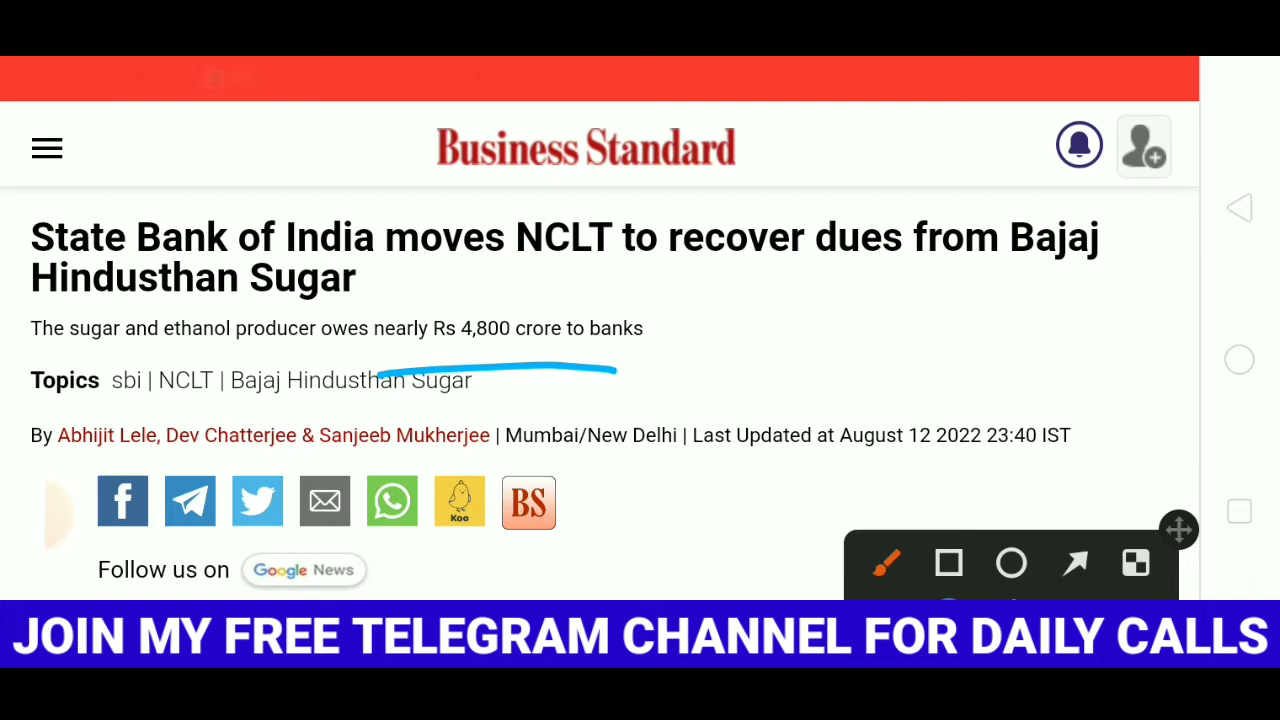 Business Standard
State Bank of India moves NCLT to recover dues from Bajaj
Hindusthan Sugar
The sugar and ethanol producer owes nearly Rs 4,800 crore to banks
Topics sbi | NCLT | Bajaj Hindusthan Sugar
By Abhijit Lele, Dev Chatterjee & Sanjeeb Mukherjee | Mumbai/New Delhi | Last Updated at August 12 2022 23:40 IST
f Koo BS
Follow us on Google News
JOIN MY FREE TELEGRAM CHANNEL FOR DAILY CALLS